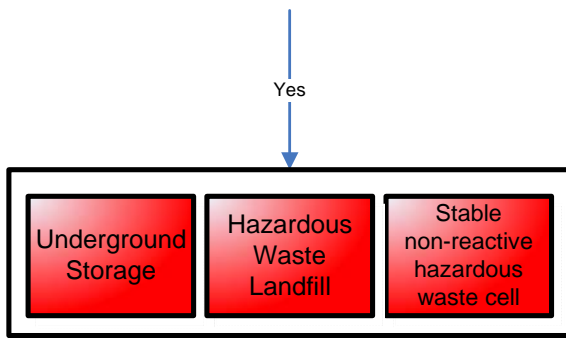 Yes
Underground
Storage
Hazardous
Waste
Landfill
Stable
non-reactive
hazardous
waste cell